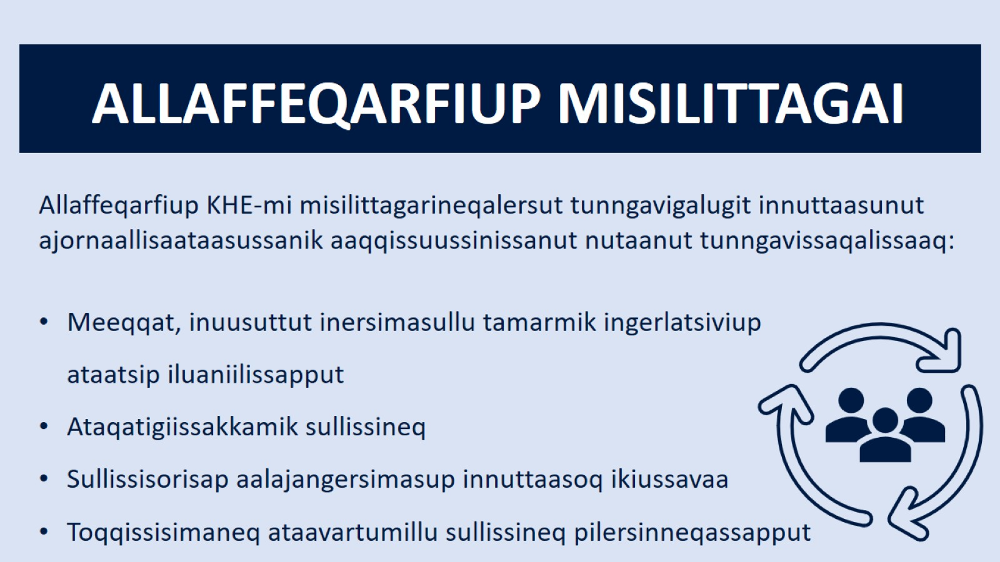 ALLAFFEQARFIUP MISILITTAGAI
Allaffeqarfiup KHE-mi misilittagarineqalersut tunngavigalugit innuttaasunut
ajornaallisaataasussanik aaqqissuussinissanut nutaanut tunngavissaqalissaaq:
• Meeqqat, inuusuttut inersimasullu tamarmik ingerlatsiviup
ataatsip iluaniilissapput
• Ataqatigiissakkamik sullissineq
• Sullissisorisap aalajangersimasup innuttaasoq ikiussavaa
• Toqqissisimaneq ataavartumillu sullissineq pilersinneqassapput